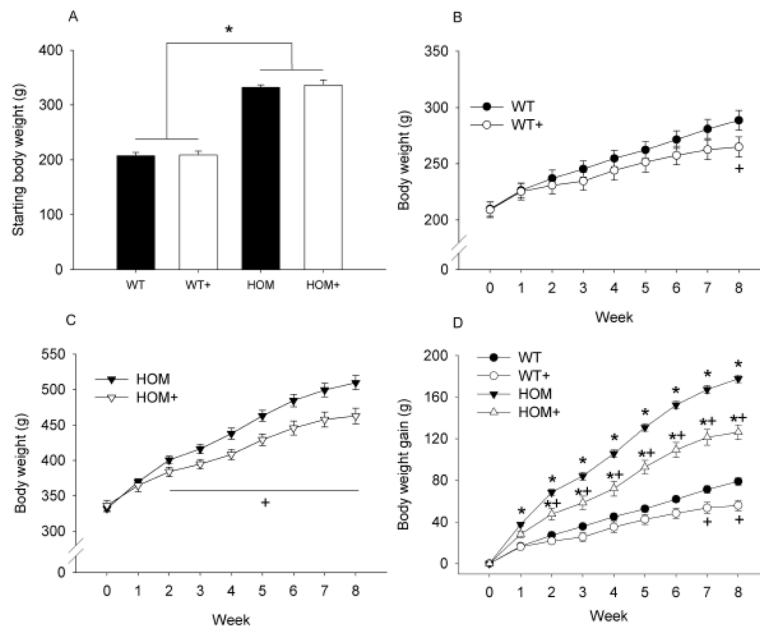 A
*
Starting body weight (g)
400
300
200
100
0
WT WT+ HOM HOM+
B
Body weight (g)
350
300
250
200
0
WT
WT+
+
0 1 2 3 4 5 6 7 8
Week
C
Body weight (g)
550
500
450
400
350
300
0
HOM
HOM+
+
0 1 2 3 4 5 6 7 8
Week
D
Body weight gain (g)
200
160
120
80
40
0
WT
WT+
HOM
HOM+
* * * * * * * *
*+ *+ *+ *+ *+ *+ *+
+ +
0 1 2 3 4 5 6 7 8
Week